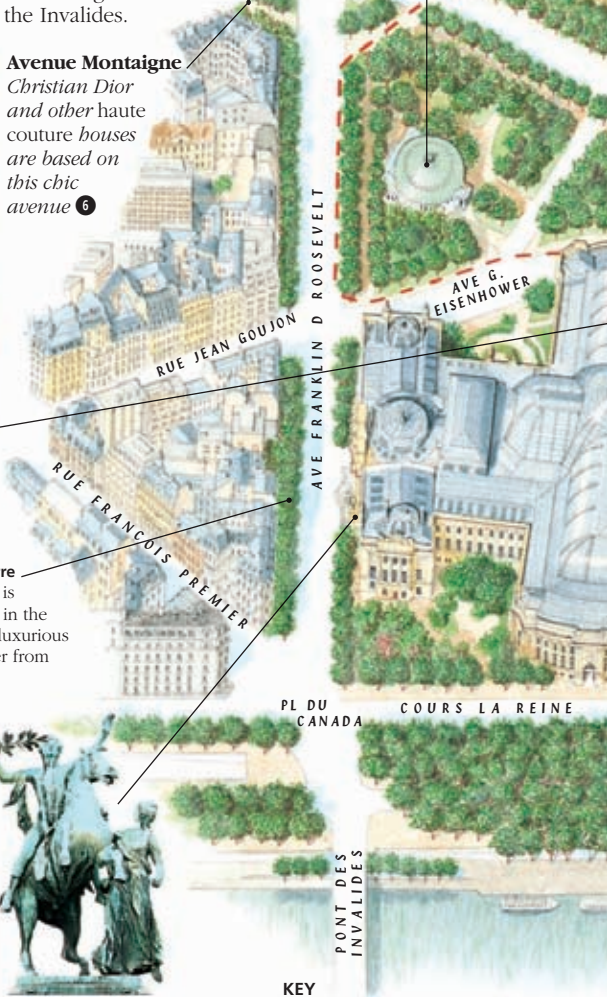 the Invalides.
Avenue Montaigne
Christian Dior
and other haute
couture houses
are based on
this chic
avenue 6
AVE FRANKLIN D ROOSEVELT
AVE G.
EISENHOWER
RUE JEAN GOUJON
RUE FRANCOIS PREMIER
is
in the
luxurious
from
PL DU
CANADA
COURS LA REINE
PONT DES
INVALIDES
KEY